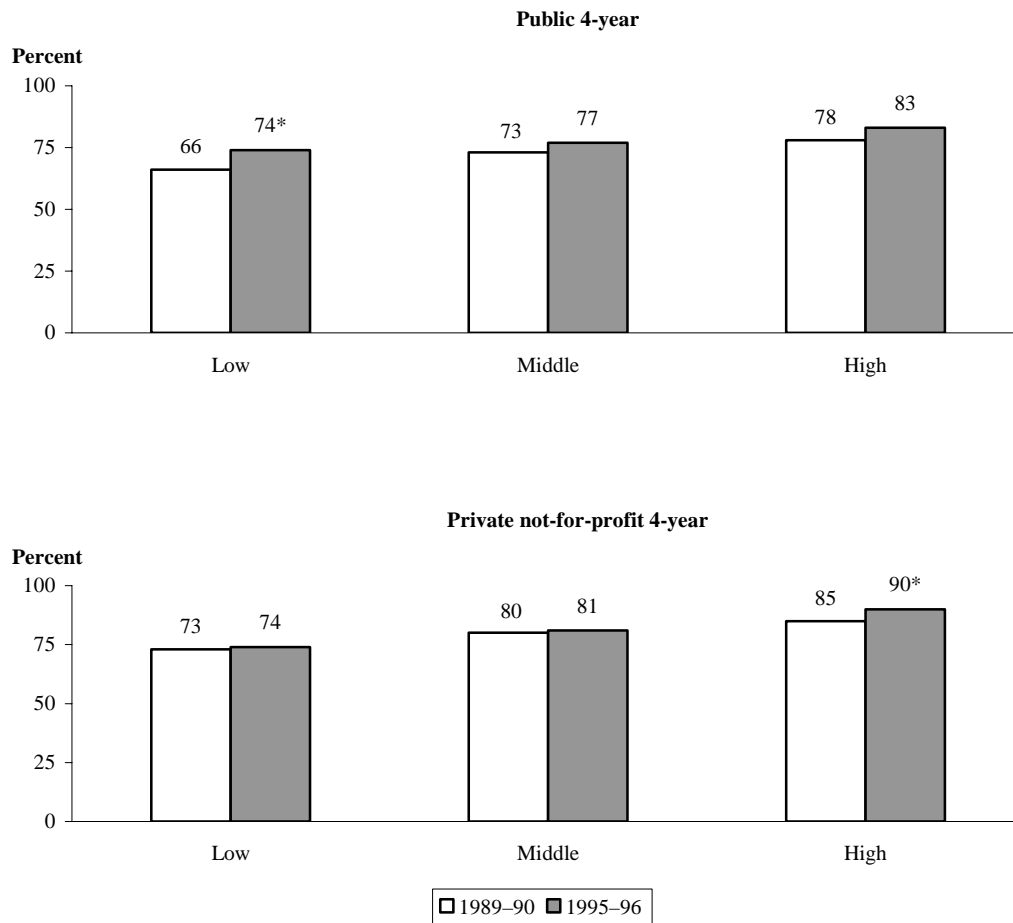 Public 4-year
Percent
100
75
50
25
0
66
74*
73
77
78
83
Low
Middle
High
Private not-for-profit 4-year
Percent
100
75
50
25
0
73
74
80
81
85
90*
Low
Middle
High
1989–90
1995–96